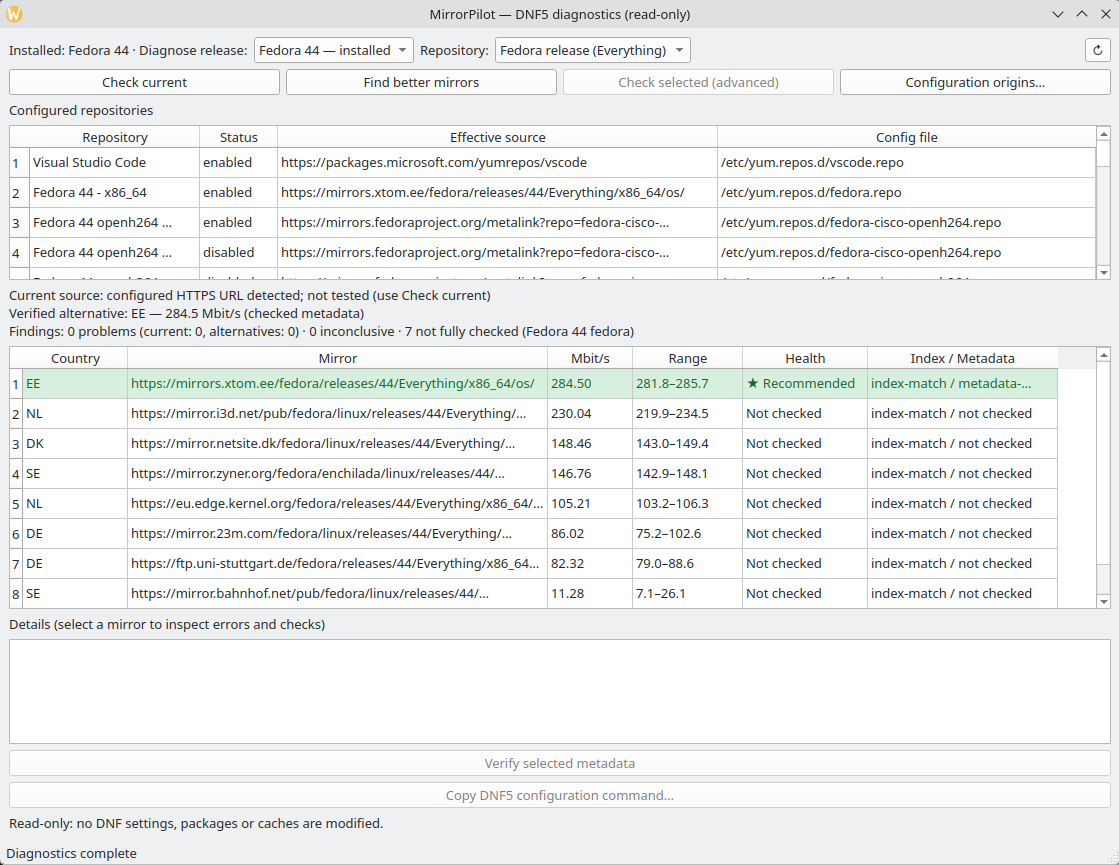 MirrorPilot — DNF5 diagnostics (read-only)
Installed: Fedora 44 · Diagnose release: Fedora 44 — installed Repository: Fedora release (Everything)
Check current Find better mirrors Check selected (advanced) Configuration origins...
Configured repositories
Repository Status Effective source Config file
1 Visual Studio Code enabled https://packages.microsoft.com/yumrepos/vscode /etc/yum.repos.d/vscode.repo
2 Fedora 44 - x86_64 enabled https://mirrors.xtom.ee/fedora/releases/44/Everything/x86_64/os/ /etc/yum.repos.d/fedora.repo
3 Fedora 44 openh264 ... enabled https://mirrors.fedoraproject.org/metalink?repo=fedora-cisco-... /etc/yum.repos.d/fedora-cisco-openh264.repo
4 Fedora 44 openh264 ... disabled https://mirrors.fedoraproject.org/metalink?repo=fedora-cisco-... /etc/yum.repos.d/fedora-cisco-openh264.repo
Current source: configured HTTPS URL detected; not tested (use Check current)
Verified alternative: EE — 284.5 Mbit/s (checked metadata)
Findings: 0 problems (current: 0, alternatives: 0) · 0 inconclusive · 7 not fully checked (Fedora 44 fedora)
Country Mirror Mbit/s Range Health Index / Metadata
1 EE https://mirrors.xtom.ee/fedora/releases/44/Everything/x86_64/os/ 284.50 281.8–285.7 ★ Recommended index-match / metadata-...
2 NL https://mirror.i3d.net/pub/fedora/linux/releases/44/Everything/... 230.04 219.9–234.5 Not checked index-match / not checked
3 DK https://mirror.netsite.dk/fedora/linux/releases/44/Everything/... 148.46 143.0–149.4 Not checked index-match / not checked
4 SE https://mirror.zyner.org/fedora/enchilada/linux/releases/44/... 146.76 142.9–148.1 Not checked index-match / not checked
5 NL https://eu.edge.kernel.org/fedora/releases/44/Everything/x86_64/... 105.21 103.2–106.3 Not checked index-match / not checked
6 DE https://mirror.23m.com/fedora/linux/releases/44/Everything/... 86.02 75.2–102.6 Not checked index-match / not checked
7 DE https://ftp.uni-stuttgart.de/fedora/releases/44/Everything/x86_64... 82.32 79.0–88.6 Not checked index-match / not checked
8 SE https://mirror.bahnhof.net/pub/fedora/linux/releases/44/... 11.28 7.1–26.1 Not checked index-match / not checked
Details (select a mirror to inspect errors and checks)
Verify selected metadata
Copy DNF5 configuration command...
Read-only: no DNF settings, packages or caches are modified.
Diagnostics complete